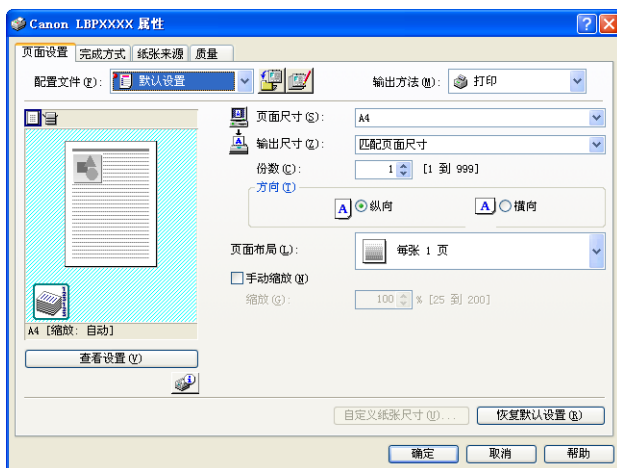 Canon LBPXXXX 属性
页面设置 完成方式 纸张来源 质量
配置文件(F): 默认设置 输出方法(M): 打印
页面尺寸(S): A4
输出尺寸(Z): 匹配页面尺寸
份数(C): 1 [1 到 999]
方向(T)
A 纵向 A 横向
页面布局(L): 每张 1 页
手动缩放(N)
缩放(G): 100 % [25 到 200]
A4 [缩放: 自动]
查看设置(V)
自定义纸张尺寸(U)... 恢复默认设置(R)
确定 取消 帮助